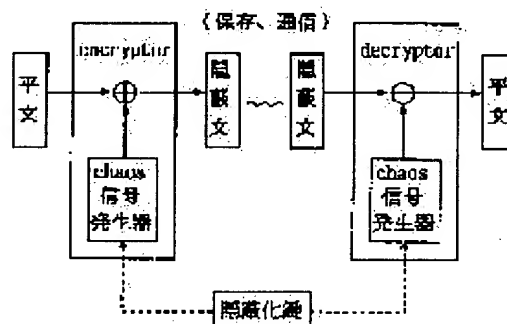 (保存、通信)
encryptor
decryptor
平文
隠蔽文
隠蔽文
平文
chaos
信号
発生器
chaos
信号
発生器
隠蔽化鍵